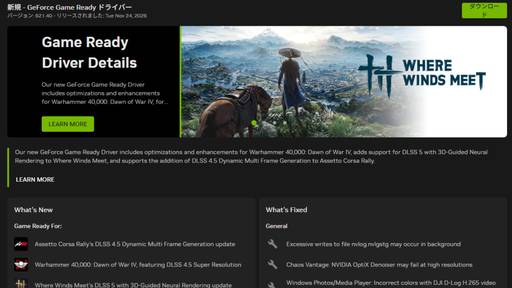 新規 - GeForce Game Ready ドライバー
バージョン: 621.40 - リリースされました: Tue Nov 24, 2026
ダウンロード
Game Ready
Driver Details
Our new GeForce Game Ready Driver
includes optimizations and enhancements
for Warhammer 40,000: Dawn of War IV, for...
LEARN MORE
WHERE
WINDS MEET
Our new GeForce Game Ready Driver includes optimizations and enhancements for Warhammer 40,000: Dawn of War IV, adds support for DLSS 5 with 3D-Guided Neural
Rendering to Where Winds Meet, and supports the addition of DLSS 4.5 Dynamic Multi Frame Generation to Assetto Corsa Rally.
LEARN MORE
What's New
Game Ready For:
Assetto Corsa Rally's DLSS 4.5 Dynamic Multi Frame Generation update
Warhammer 40,000: Dawn of War IV, featuring DLSS 4.5 Super Resolution
Where Winds Meet's DLSS 5 with 3D-Guided Neural Rendering update
What's Fixed
General
Excessive writes to file nvlog.nvlgstg may occur in background
Chaos Vantage: NVIDIA OptiX Denoiser may fail at high resolutions
Windows Photos/Media Player: Incorrect colors with DJI D-Log H.265 video